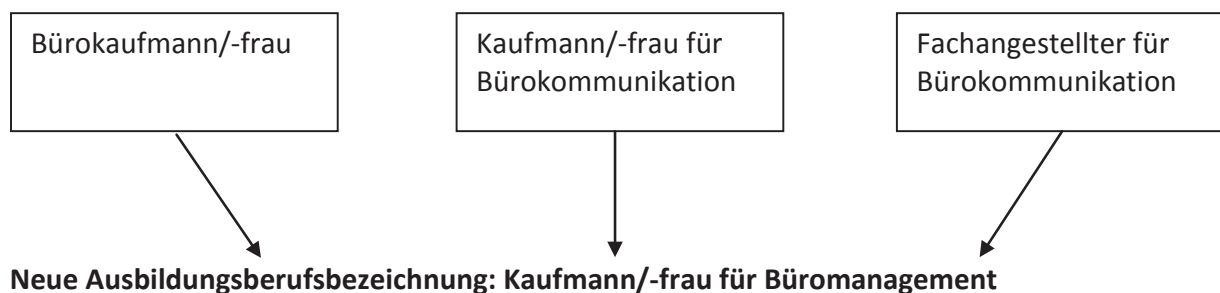 Bürokaufmann/-frau
Kaufmann/-frau für
Bürokommunikation
Fachangestellter für
Bürokommunikation
Neue Ausbildungsberufsbezeichnung: Kaufmann/-frau für Büromanagement